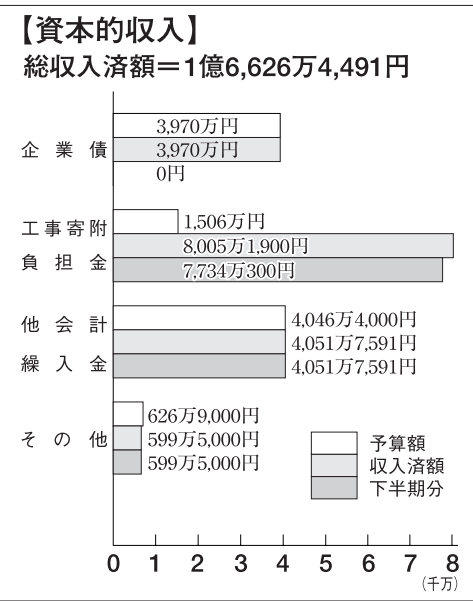 【資本的収入】
総収入済額＝1億6,626万4,491円
企業債
3,970万円
3,970万円
0円
工事寄附
負担金
1,506万円
8,005万1,900円
7,734万300円
他会計
繰入金
4,046万4,000円
4,051万7,591円
4,051万7,591円
その他
626万9,000円
599万5,000円
599万5,000円
予算額
収入済額
下半期分
0 1 2 3 4 5 6 7 8
(千万)